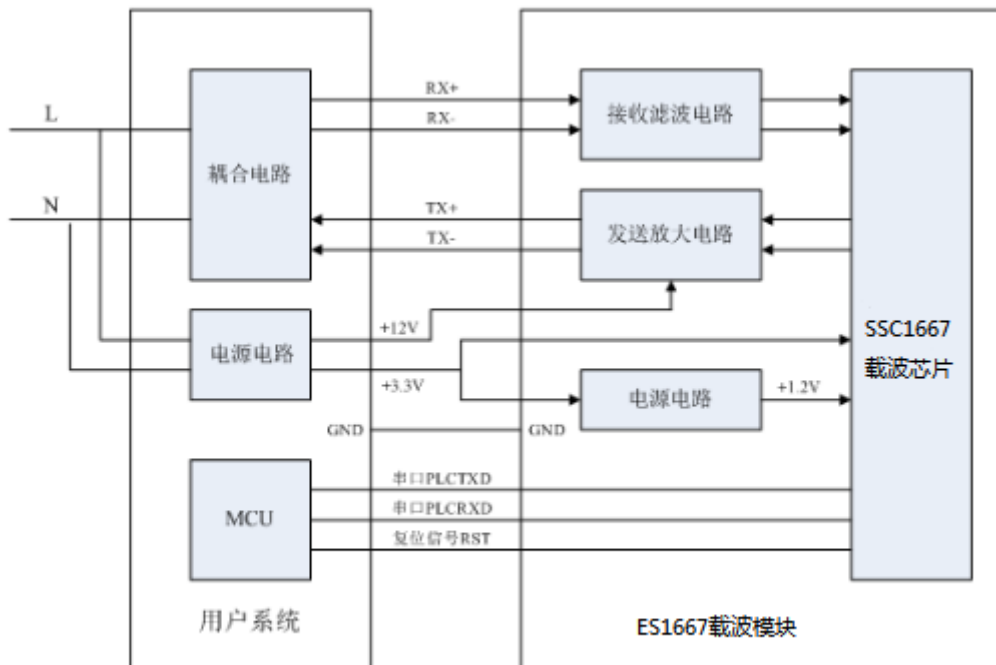 RX+
L
RX-
接收滤波电路
耦合电路
N
TX+
TX-
发送放大电路
+12V
SSC1667
载波芯片
电源电路
+3.3V
电源电路
+1.2V
GND
GND
串口PLCTXD
MCU
串口PLCRXD
复位信号RST
用户系统
ES1667载波模块